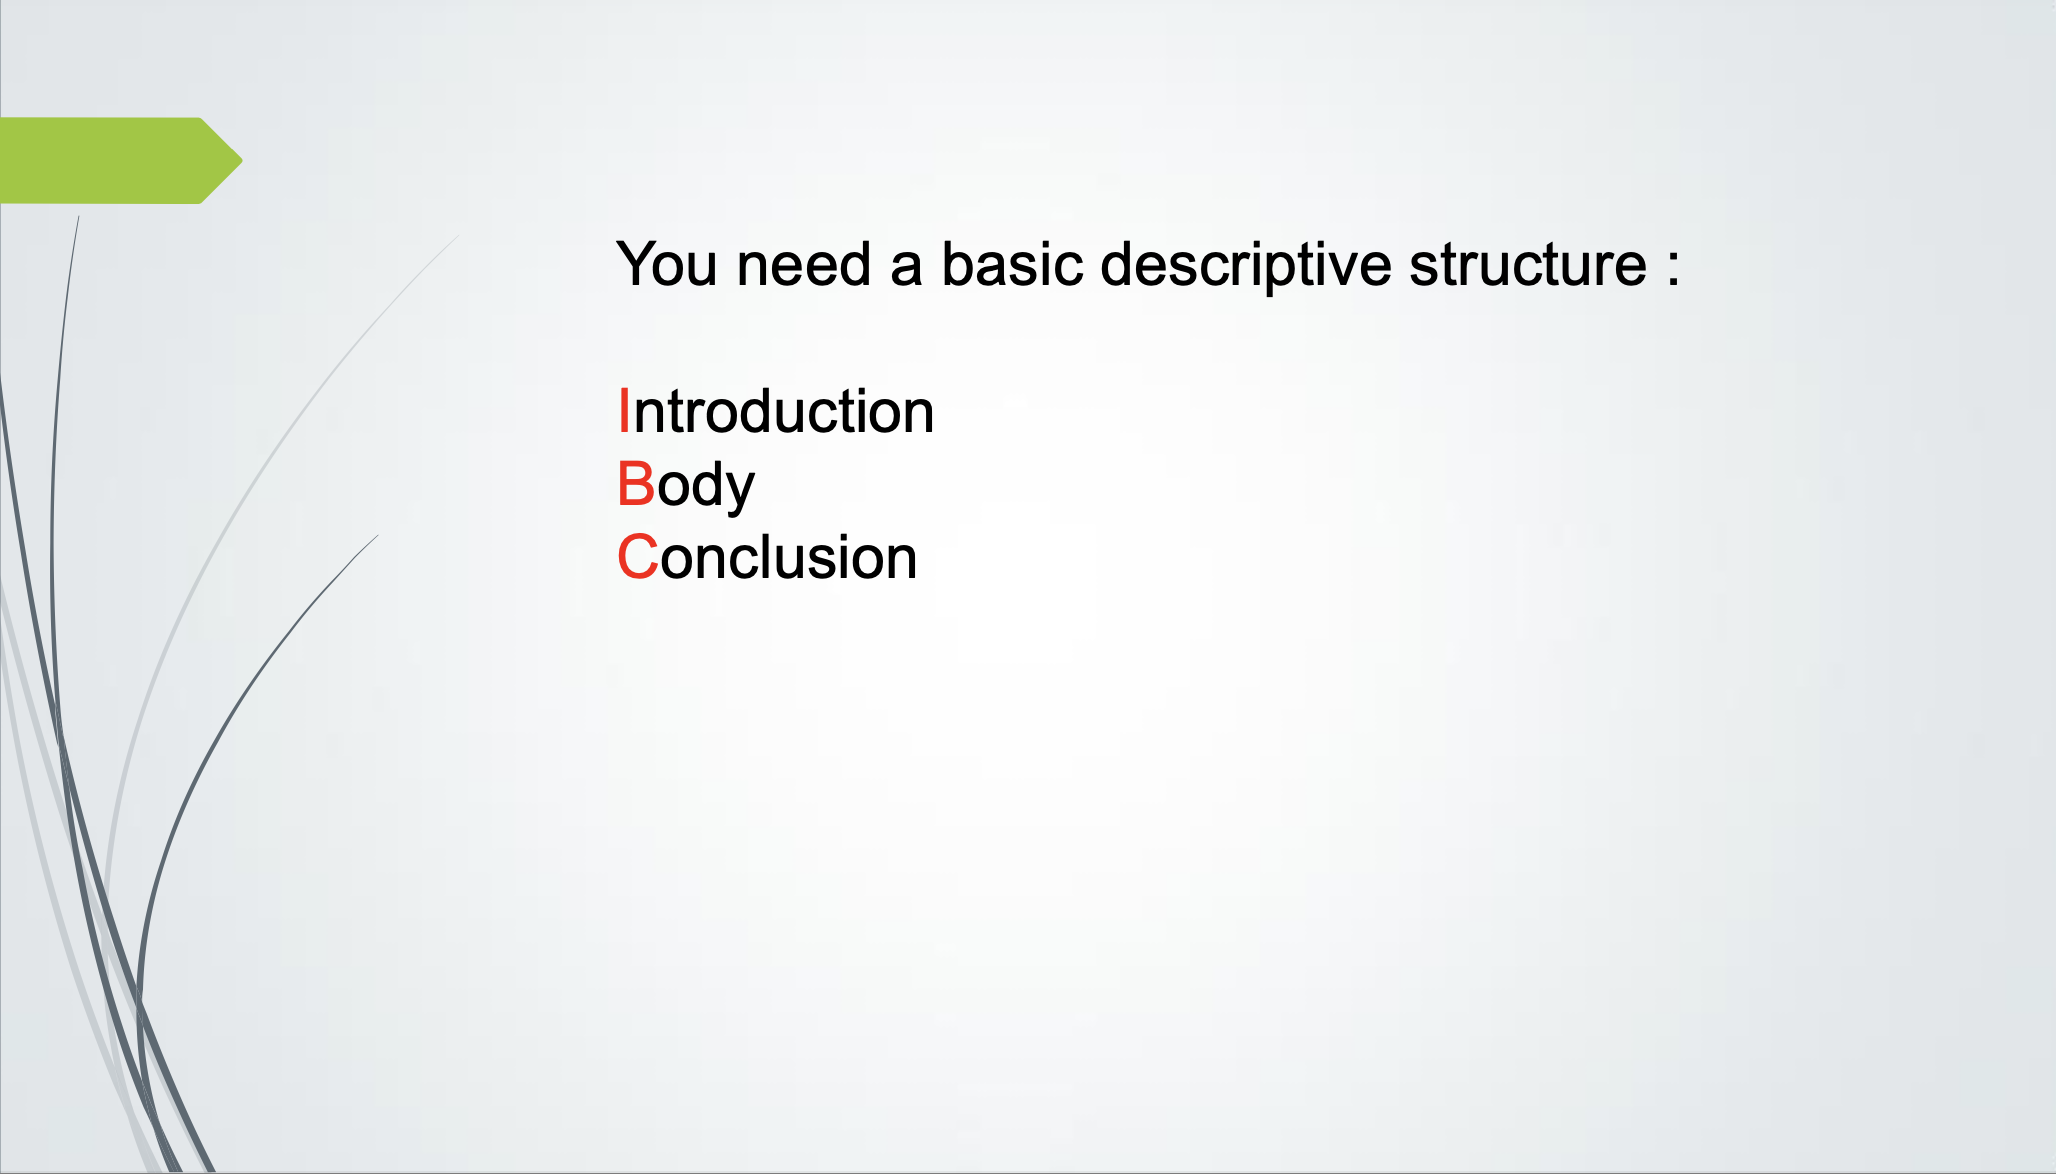 You need a basic descriptive structure :
Introduction
Body
Conclusion